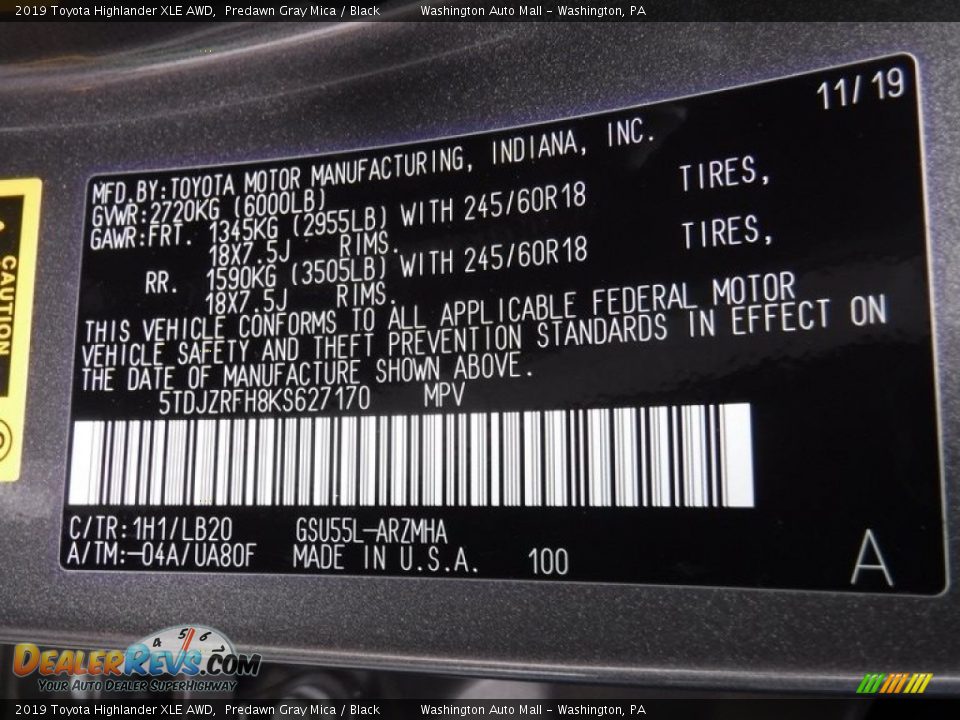 2019 Toyota Highlander XLE AWD, Predawn Gray Mica / Black Washington Auto Mall - Washington, PA
11/19
MFD.BY:TOYOTA MOTOR MANUFACTURING, INDIANA, INC.
GVWR:2720KG (6000LB)
GAWR:FRT. 1345KG (2955LB) WITH 245/60R18 TIRES,
18X7.5J RIMS.
RR. 1590KG (3505LB) WITH 245/60R18 TIRES,
18X7.5J RIMS.
THIS VEHICLE CONFORMS TO ALL APPLICABLE FEDERAL MOTOR
VEHICLE SAFETY AND THEFT PREVENTION STANDARDS IN EFFECT ON
THE DATE OF MANUFACTURE SHOWN ABOVE.
5TDJZRFH8KS627170 MPV
C/TR:1H1/LB20 GSU55L-ARZMHA
A/TM:-04A/UA80F MADE IN U.S.A. 100
A
CAUTION
4 5 6
DEALERREVS.COM
YOUR AUTO DEALER SUPERHIGHWAY
2019 Toyota Highlander XLE AWD, Predawn Gray Mica / Black Washington Auto Mall - Washington, PA